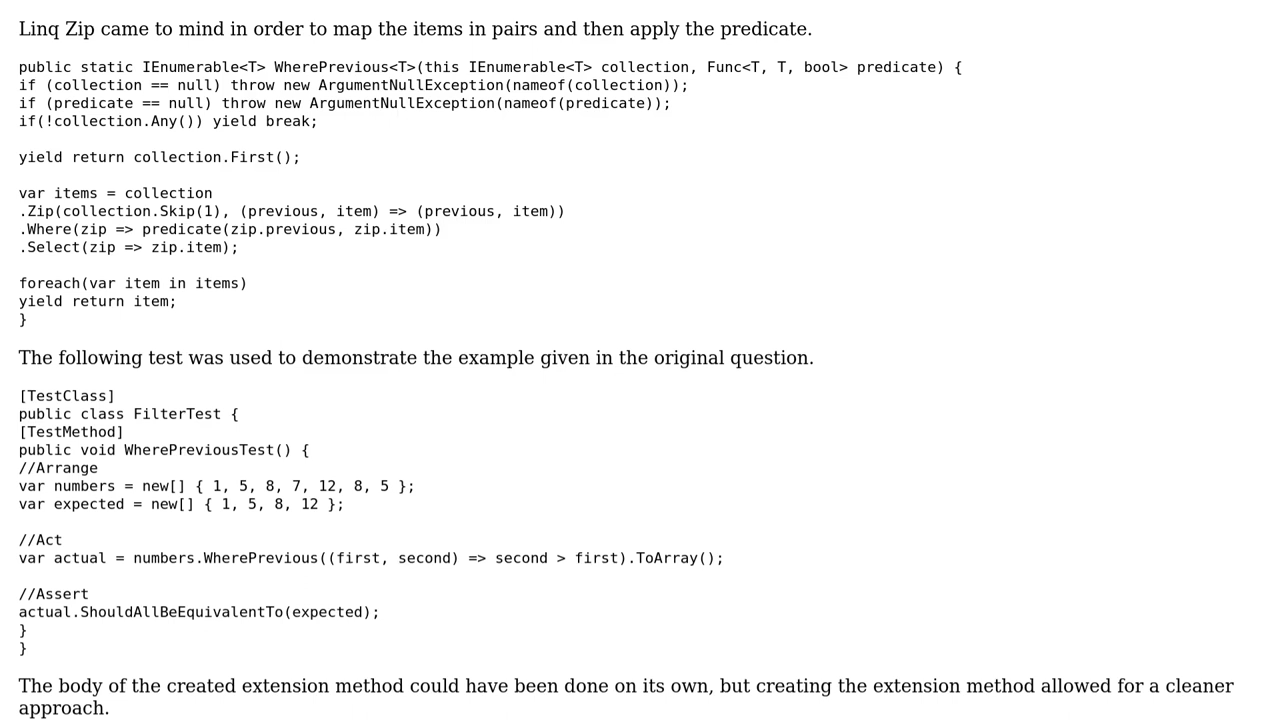 Linq Zip came to mind in order to map the items in pairs and then apply the predicate.
public static IEnumerable<T> WherePrevious<T>(this IEnumerable<T> collection, Func<T, T, bool> predicate) {
if (collection == null) throw new ArgumentNullException(nameof(collection));
if (predicate == null) throw new ArgumentNullException(nameof(predicate));
if(!collection.Any()) yield break;
yield return collection.First();
var items = collection
.Zip(collection.Skip(1), (previous, item) => (previous, item))
.Where(zip => predicate(zip.previous, zip.item))
.Select(zip => zip.item);
foreach(var item in items)
yield return item;
}
The following test was used to demonstrate the example given in the original question.
[TestClass]
public class FilterTest {
[TestMethod]
public void WherePreviousTest() {
//Arrange
var numbers = new[] { 1, 5, 8, 7, 12, 8, 5 };
var expected = new[] { 1, 5, 8, 12 };
//Act
var actual = numbers.WherePrevious((first, second) => second > first).ToArray();
//Assert
actual.ShouldAllBeEquivalentTo(expected);
}
}
The body of the created extension method could have been done on its own, but creating the extension method allowed for a cleaner
approach.